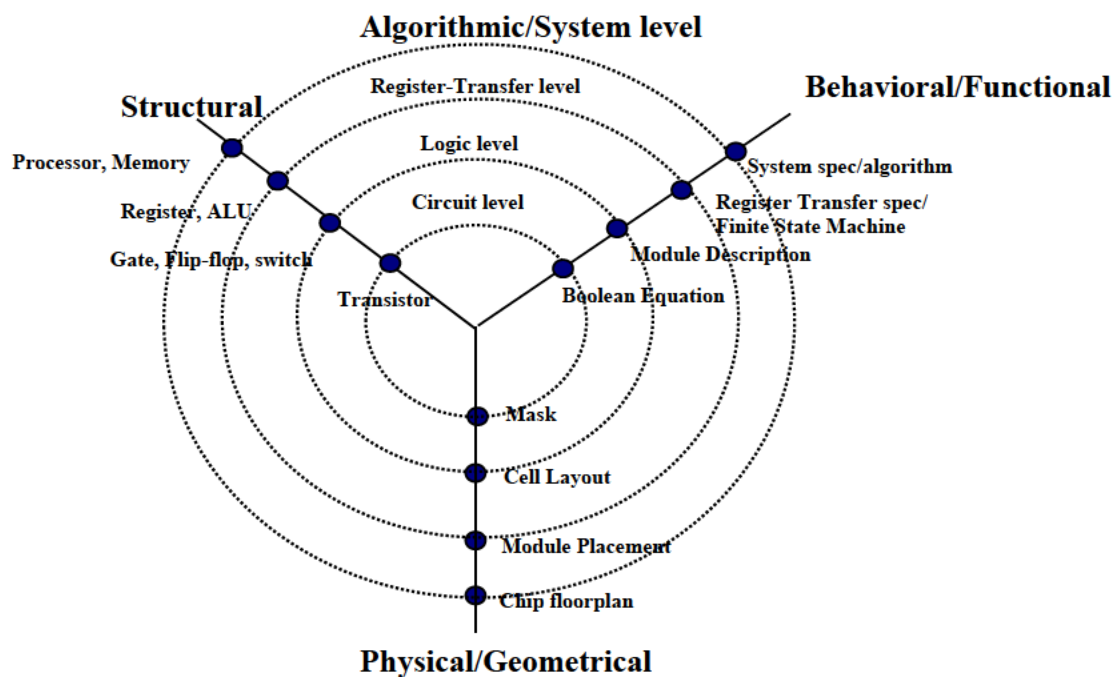 Algorithmic/System level
Behavioral/Functional
Register-Transfer level
Structural
Logic level
Processor, Memory
System spec/algorithm
Circuit level
Register, ALU
Register Transfer spec/
Finite State Machine
Gate, Flip-flop, switch
Module Description
Transistor
Boolean Equation
Mask
Cell Layout
Module Placement
Chip floorplan
Physical/Geometrical